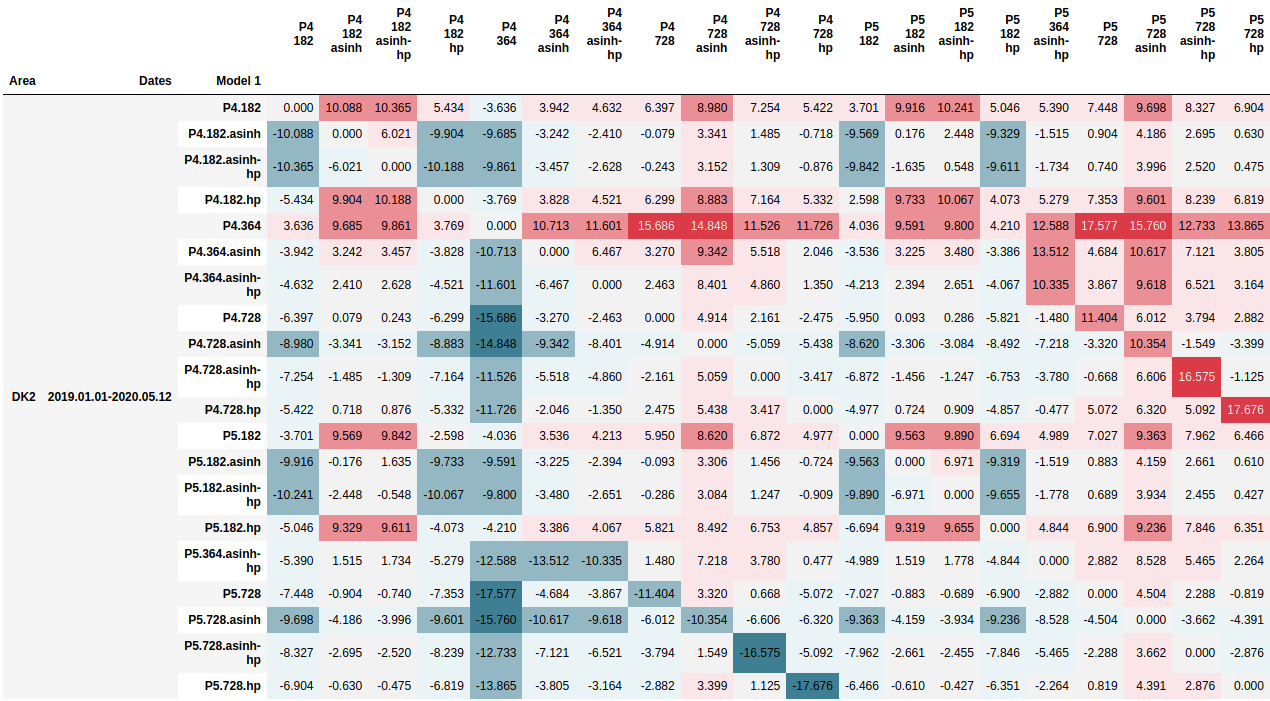 P4 182
P4 182 asinh
P4 182 asinh-hp
P4 182 hp
P4 364
P4 364 asinh
P4 364 asinh-hp
P4 728
P4 728 asinh
P4 728 asinh-hp
P4 728 hp
P5 182
P5 182 asinh
P5 182 asinh-hp
P5 182 hp
P5 364 asinh-hp
P5 728
P5 728 asinh
P5 728 asinh-hp
P5 728 hp
Area Dates Model 1
P4.182 0.000 10.088 10.365 5.434 -3.636 3.942 4.632 6.397 8.980 7.254 5.422 3.701 9.916 10.241 5.046 5.390 7.448 9.698 8.327 6.904
P4.182.asinh -10.088 0.000 6.021 -9.904 -9.685 -3.242 -2.410 -0.079 3.341 1.485 -0.718 -9.569 0.176 2.448 -9.329 -1.515 0.904 4.186 2.695 0.630
P4.182.asinh-hp -10.365 -6.021 0.000 -10.188 -9.861 -3.457 -2.628 -0.243 3.152 1.309 -0.876 -9.842 -1.635 0.548 -9.611 -1.734 0.740 3.996 2.520 0.475
P4.182.hp -5.434 9.904 10.188 0.000 -3.769 3.828 4.521 6.299 8.883 7.164 5.332 2.598 9.733 10.067 4.073 5.279 7.353 9.601 8.239 6.819
P4.364 3.636 9.685 9.861 3.769 0.000 10.713 11.601 15.686 14.848 11.526 11.726 4.036 9.591 9.800 4.210 12.588 17.577 15.760 12.733 13.865
P4.364.asinh -3.942 3.242 3.457 -3.828 -10.713 0.000 6.467 3.270 9.342 5.518 2.046 -3.536 3.225 3.480 -3.386 13.512 4.684 10.617 7.121 3.805
P4.364.asinh-hp -4.632 2.410 2.628 -4.521 -11.601 -6.467 0.000 2.463 8.401 4.860 1.350 -4.213 2.394 2.651 -4.067 10.335 3.867 9.618 6.521 3.164
P4.728 -6.397 0.079 0.243 -6.299 -15.686 -3.270 -2.463 0.000 4.914 2.161 -2.475 -5.950 0.093 0.286 -5.821 -1.480 11.404 6.012 3.794 2.882
P4.728.asinh -8.980 -3.341 -3.152 -8.883 -14.848 -9.342 -8.401 -4.914 0.000 -5.059 -5.438 -8.620 -3.306 -3.084 -8.492 -7.218 -3.320 10.354 -1.549 -3.399
P4.728.asinh-hp -7.254 -1.485 -1.309 -7.164 -11.526 -5.518 -4.860 -2.161 5.059 0.000 -3.417 -6.872 -1.456 -1.247 -6.753 -3.780 -0.668 6.606 16.575 -1.125
DK2 2019.01.01-2020.05.12
P4.728.hp -5.422 0.718 0.876 -5.332 -11.726 -2.046 -1.350 2.475 5.438 3.417 0.000 -4.977 0.724 0.909 -4.857 -0.477 5.072 6.320 5.092 17.676
P5.182 -3.701 9.569 9.842 -2.598 -4.036 3.536 4.213 5.950 8.620 6.872 4.977 0.000 9.563 9.890 6.694 4.989 7.027 9.363 7.962 6.466
P5.182.asinh -9.916 -0.176 1.635 -9.733 -9.591 -3.225 -2.394 -0.093 3.306 1.456 -0.724 -9.563 0.000 6.971 -9.319 -1.519 0.883 4.159 2.661 0.610
P5.182.asinh-hp -10.241 -2.448 -0.548 -10.067 -9.800 -3.480 -2.651 -0.286 3.084 1.247 -0.909 -9.890 -6.971 0.000 -9.655 -1.778 0.689 3.934 2.455 0.427
P5.182.hp -5.046 9.329 9.611 -4.073 -4.210 3.386 4.067 5.821 8.492 6.753 4.857 -6.694 9.319 9.655 0.000 4.844 6.900 9.236 7.846 6.351
P5.364.asinh-hp -5.390 1.515 1.734 -5.279 -12.588 -13.512 -10.335 1.480 7.218 3.780 0.477 -4.989 1.519 1.778 -4.844 0.000 2.882 8.528 5.465 2.264
P5.728 -7.448 -0.904 -0.740 -7.353 -17.577 -4.684 -3.867 -11.404 3.320 0.668 -5.072 -7.027 -0.883 -0.689 -6.900 -2.882 0.000 4.504 2.288 -0.819
P5.728.asinh -9.698 -4.186 -3.996 -9.601 -15.760 -10.617 -9.618 -6.012 -10.354 -6.606 -6.320 -9.363 -4.159 -3.934 -9.236 -8.528 -4.504 0.000 -3.662 -4.391
P5.728.asinh-hp -8.327 -2.695 -2.520 -8.239 -12.733 -7.121 -6.521 -3.794 1.549 -16.575 -5.092 -7.962 -2.661 -2.455 -7.846 -5.465 -2.288 3.662 0.000 -2.876
P5.728.hp -6.904 -0.630 -0.475 -6.819 -13.865 -3.805 -3.164 -2.882 3.399 1.125 -17.676 -6.466 -0.610 -0.427 -6.351 -2.264 0.819 4.391 2.876 0.000